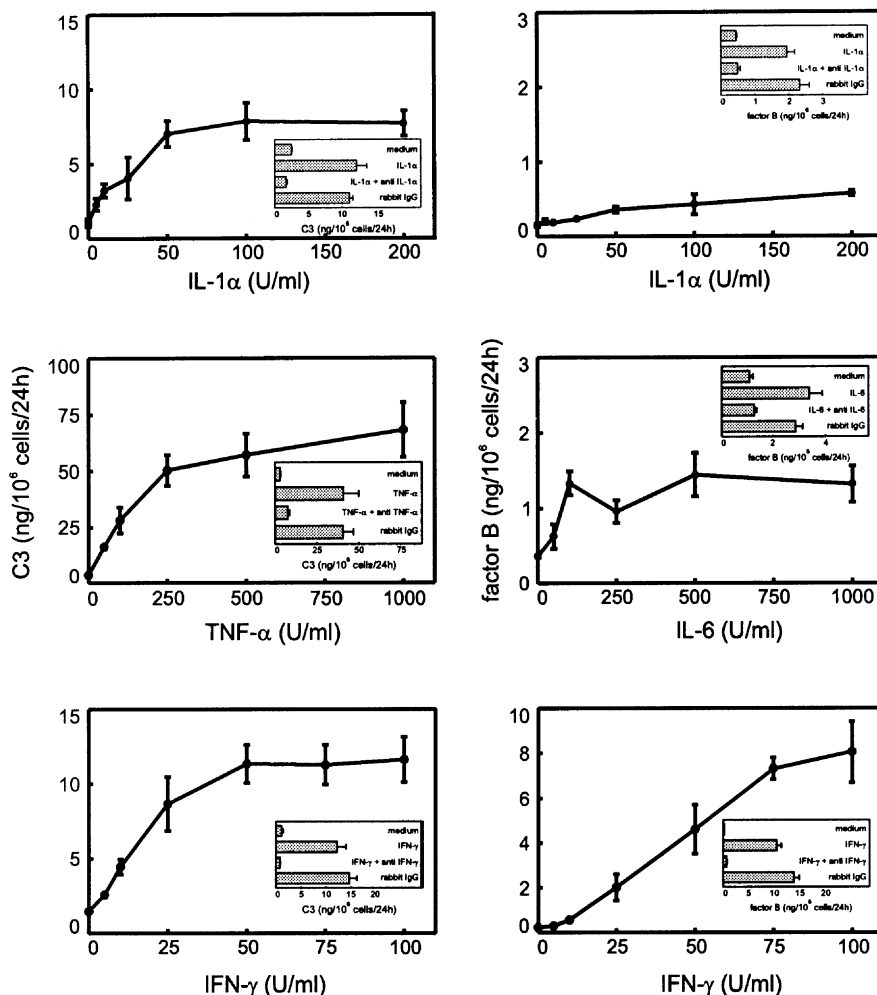 15
10
5
0
0 50 100 150 200
IL-1α (U/ml)
medium
IL-1α
IL-1α + anti IL-1α
rabbit IgG
0 5 10 15
C3 (ng/10⁶ cells/24h)
3
2
1
0
0 50 100 150 200
IL-1α (U/ml)
medium
IL-1α
IL-1α + anti IL-1α
rabbit IgG
0 1 2 3
factor B (ng/10⁶ cells/24h)
C3 (ng/10⁶ cells/24h)
100
75
50
25
0
0 250 500 750 1000
TNF-α (U/ml)
medium
TNF-α
TNF-α + anti TNF-α
rabbit IgG
0 25 50 75
C3 (ng/10⁶ cells/24h)
factor B (ng/10⁶ cells/24h)
3
2
1
0
0 250 500 750 1000
IL-6 (U/ml)
medium
IL-6
IL-6 + anti IL-6
rabbit IgG
0 2 4
factor B (ng/10⁶ cells/24h)
15
10
5
0
0 25 50 75 100
IFN-γ (U/ml)
medium
IFN-γ
IFN-γ + anti IFN-γ
rabbit IgG
0 5 10 15 20
C3 (ng/10⁶ cells/24h)
10
8
6
4
2
0
0 25 50 75 100
IFN-γ (U/ml)
medium
IFN-γ
IFN-γ + anti IFN-γ
rabbit IgG
0 5 10 15 20
factor B (ng/10⁶ cells/24h)